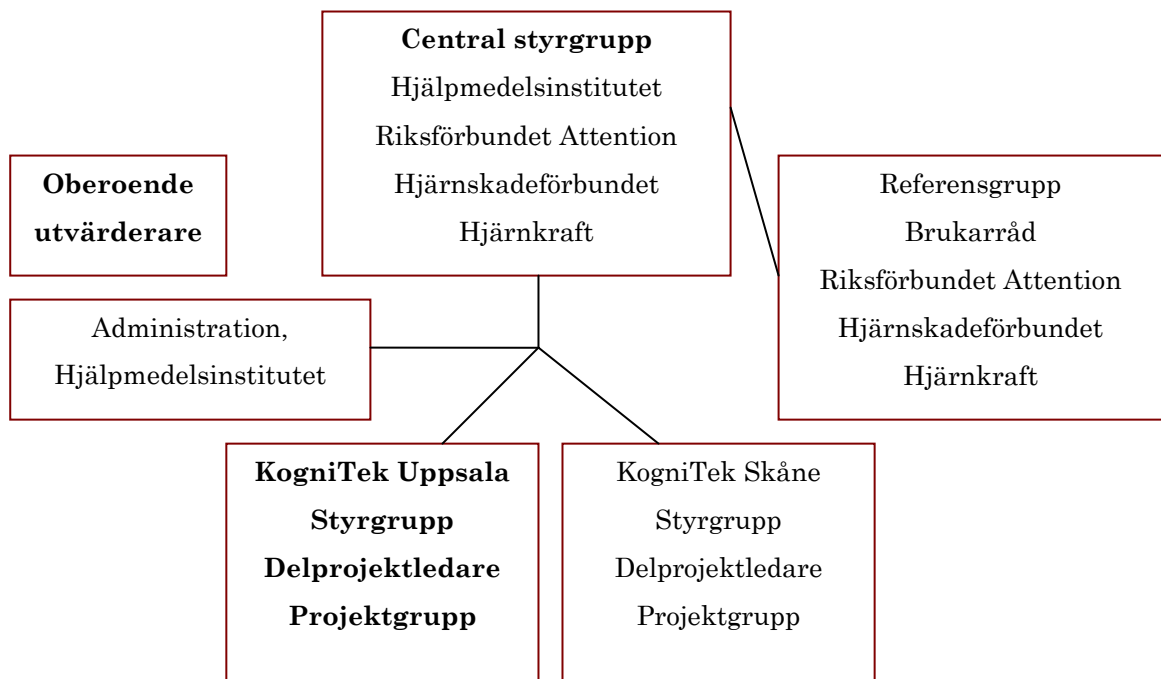 Central styrgrupp
Hjälpmedelsinstitutet
Riksförbundet Attention
Hjärnskadeförbundet
Hjärnkraft
Oberoende
utvärderare
Referensgrupp
Brukarråd
Riksförbundet Attention
Hjärnskadeförbundet
Hjärnkraft
Administration,
Hjälpmedelsinstitutet
KogniTek Uppsala
Styrgrupp
Delprojektledare
Projektgrupp
KogniTek Skåne
Styrgrupp
Delprojektledare
Projektgrupp